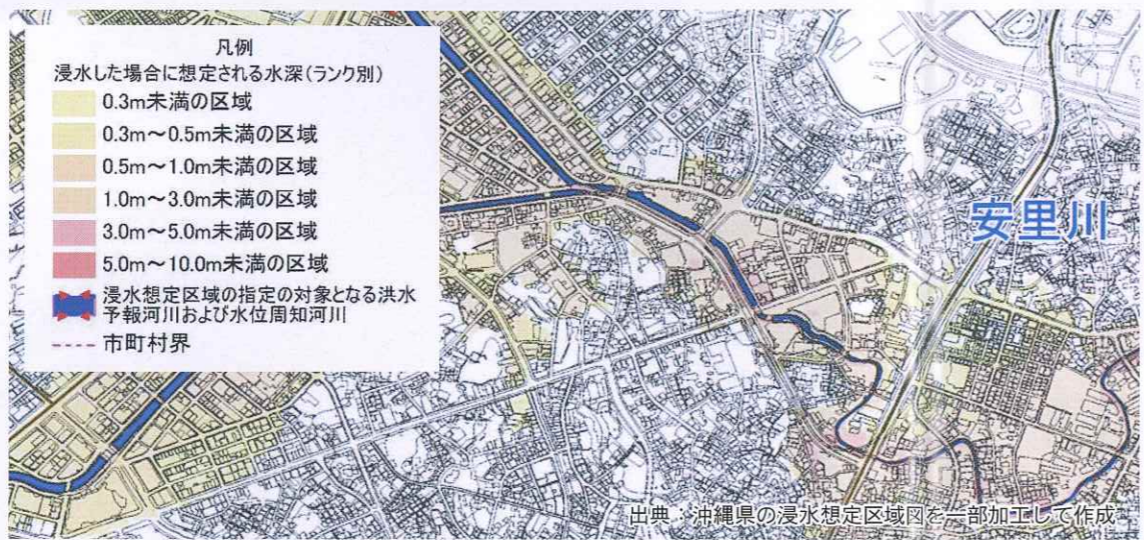 凡例
浸水した場合に想定される水深(ランク別)
0.3m未満の区域
0.3m～0.5m未満の区域
0.5m～1.0m未満の区域
1.0m～3.0m未満の区域
3.0m～5.0m未満の区域
5.0m～10.0m未満の区域
浸水想定区域の指定の対象となる洪水
予報河川および水位周知河川
市町村界
安里川
出典：沖縄県の浸水想定区域図を一部加工して作成